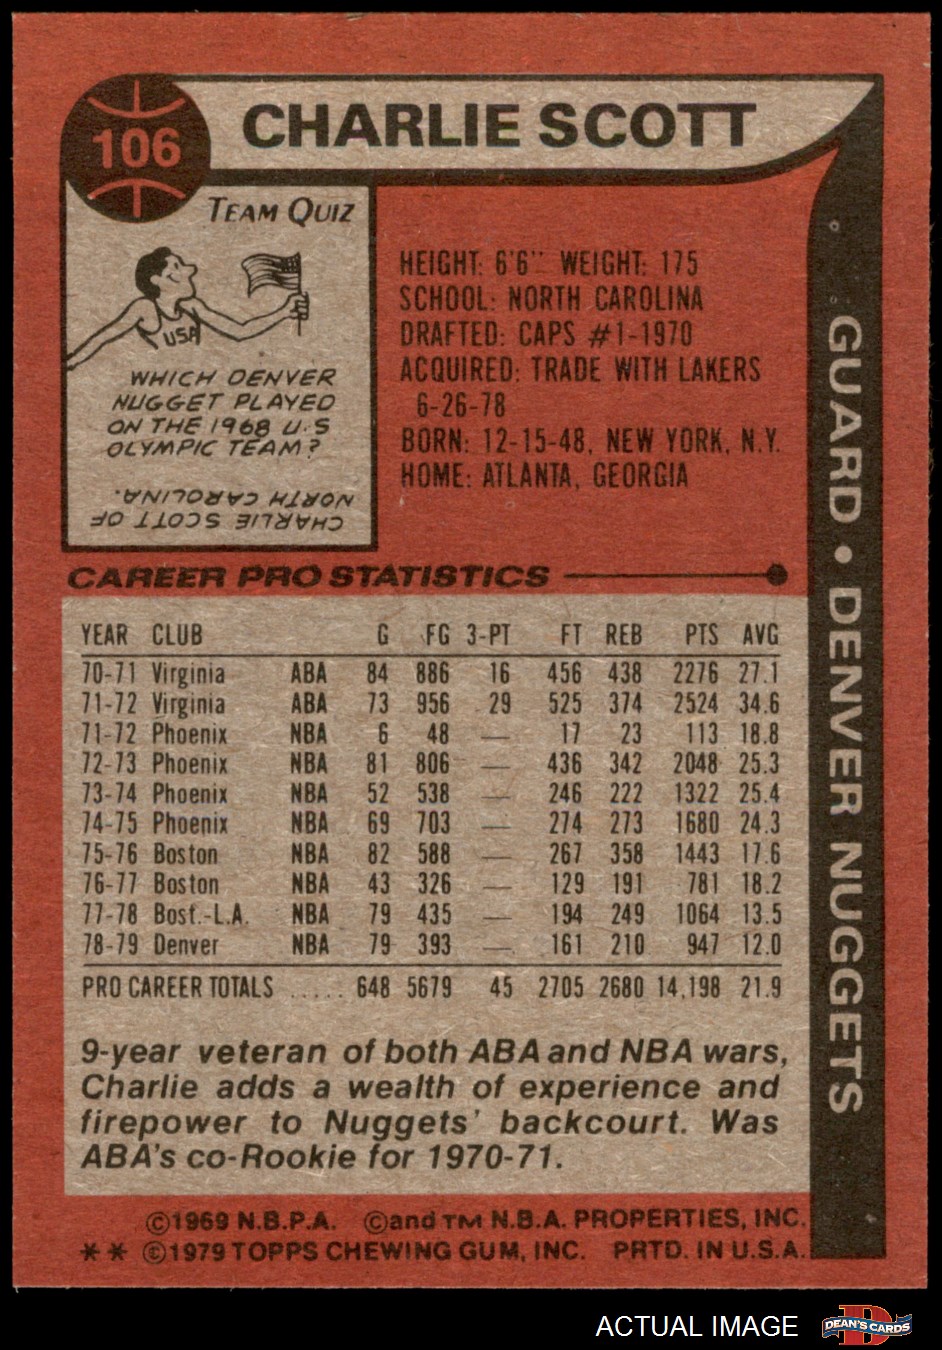 106
CHARLIE SCOTT
TEAM QUIZ
USA
WHICH DENVER
NUGGET PLAYED
ON THE 1968 U.S
OLYMPIC TEAM?
CHARLIE SCOTT OF
NORTH CAROLINA.
HEIGHT: 6'6" WEIGHT: 175
SCHOOL: NORTH CAROLINA
DRAFTED: CAPS #1-1970
ACQUIRED: TRADE WITH LAKERS
6-26-78
BORN: 12-15-48, NEW YORK, N.Y.
HOME: ATLANTA, GEORGIA
GUARD • DENVER NUGGETS
CAREER PRO STATISTICS
YEAR CLUB G FG 3-PT FT REB PTS AVG
70-71 Virginia ABA 84 886 16 456 438 2276 27.1
71-72 Virginia ABA 73 956 29 525 374 2524 34.6
71-72 Phoenix NBA 6 48 — 17 23 113 18.8
72-73 Phoenix NBA 81 806 — 436 342 2048 25.3
73-74 Phoenix NBA 52 538 — 246 222 1322 25.4
74-75 Phoenix NBA 69 703 — 274 273 1680 24.3
75-76 Boston NBA 82 588 — 267 358 1443 17.6
76-77 Boston NBA 43 326 — 129 191 781 18.2
77-78 Bost.-L.A. NBA 79 435 — 194 249 1064 13.5
78-79 Denver NBA 79 393 — 161 210 947 12.0
PRO CAREER TOTALS ..... 648 5679 45 2705 2680 14,198 21.9
9-year veteran of both ABA and NBA wars,
Charlie adds a wealth of experience and
firepower to Nuggets' backcourt. Was
ABA's co-Rookie for 1970-71.
©1969 N.B.P.A. ©and TM N.B.A. PROPERTIES, INC.
** ©1979 TOPPS CHEWING GUM, INC. PRTD. IN U.S.A.
ACTUAL IMAGE
DEAN'S CARDS